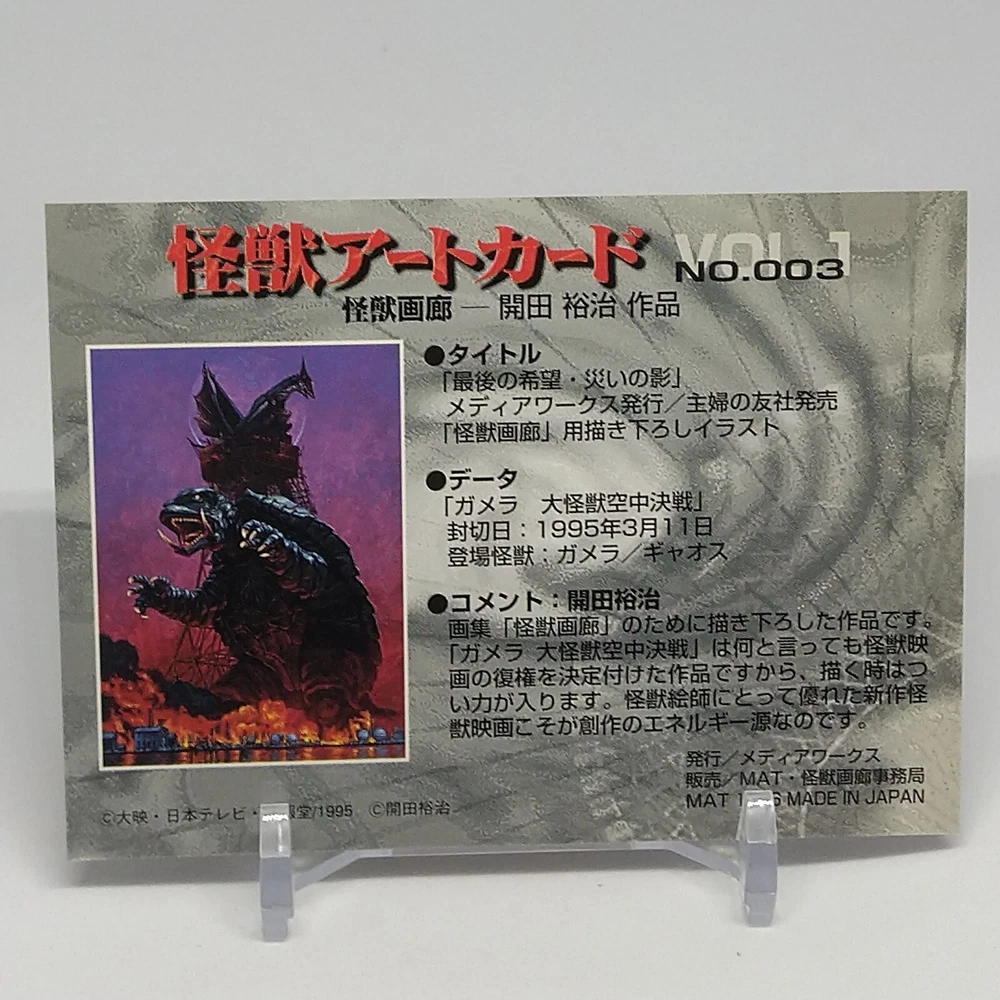 怪獣アートカード
VOL.1
NO.003
怪獣画廊 — 開田 裕治 作品
●タイトル
「最後の希望・災いの影」
メディアワークス発行／主婦の友社発売
「怪獣画廊」用描き下ろしイラスト
●データ
「ガメラ　大怪獣空中決戦」
封切日：1995年3月11日
登場怪獣：ガメラ／ギャオス
●コメント：開田裕治
画集「怪獣画廊」のために描き下ろした作品です。
「ガメラ 大怪獣空中決戦」は何と言っても怪獣映
画の復権を決定付けた作品ですから、描く時はつ
い力が入ります。怪獣絵師にとって優れた新作怪
獣映画こそが創作のエネルギー源なのです。
発行／メディアワークス
販売／MAT・怪獣画廊事務局
MAT MADE IN JAPAN
©大映・日本テレビ・堂/1995 ©開田裕治